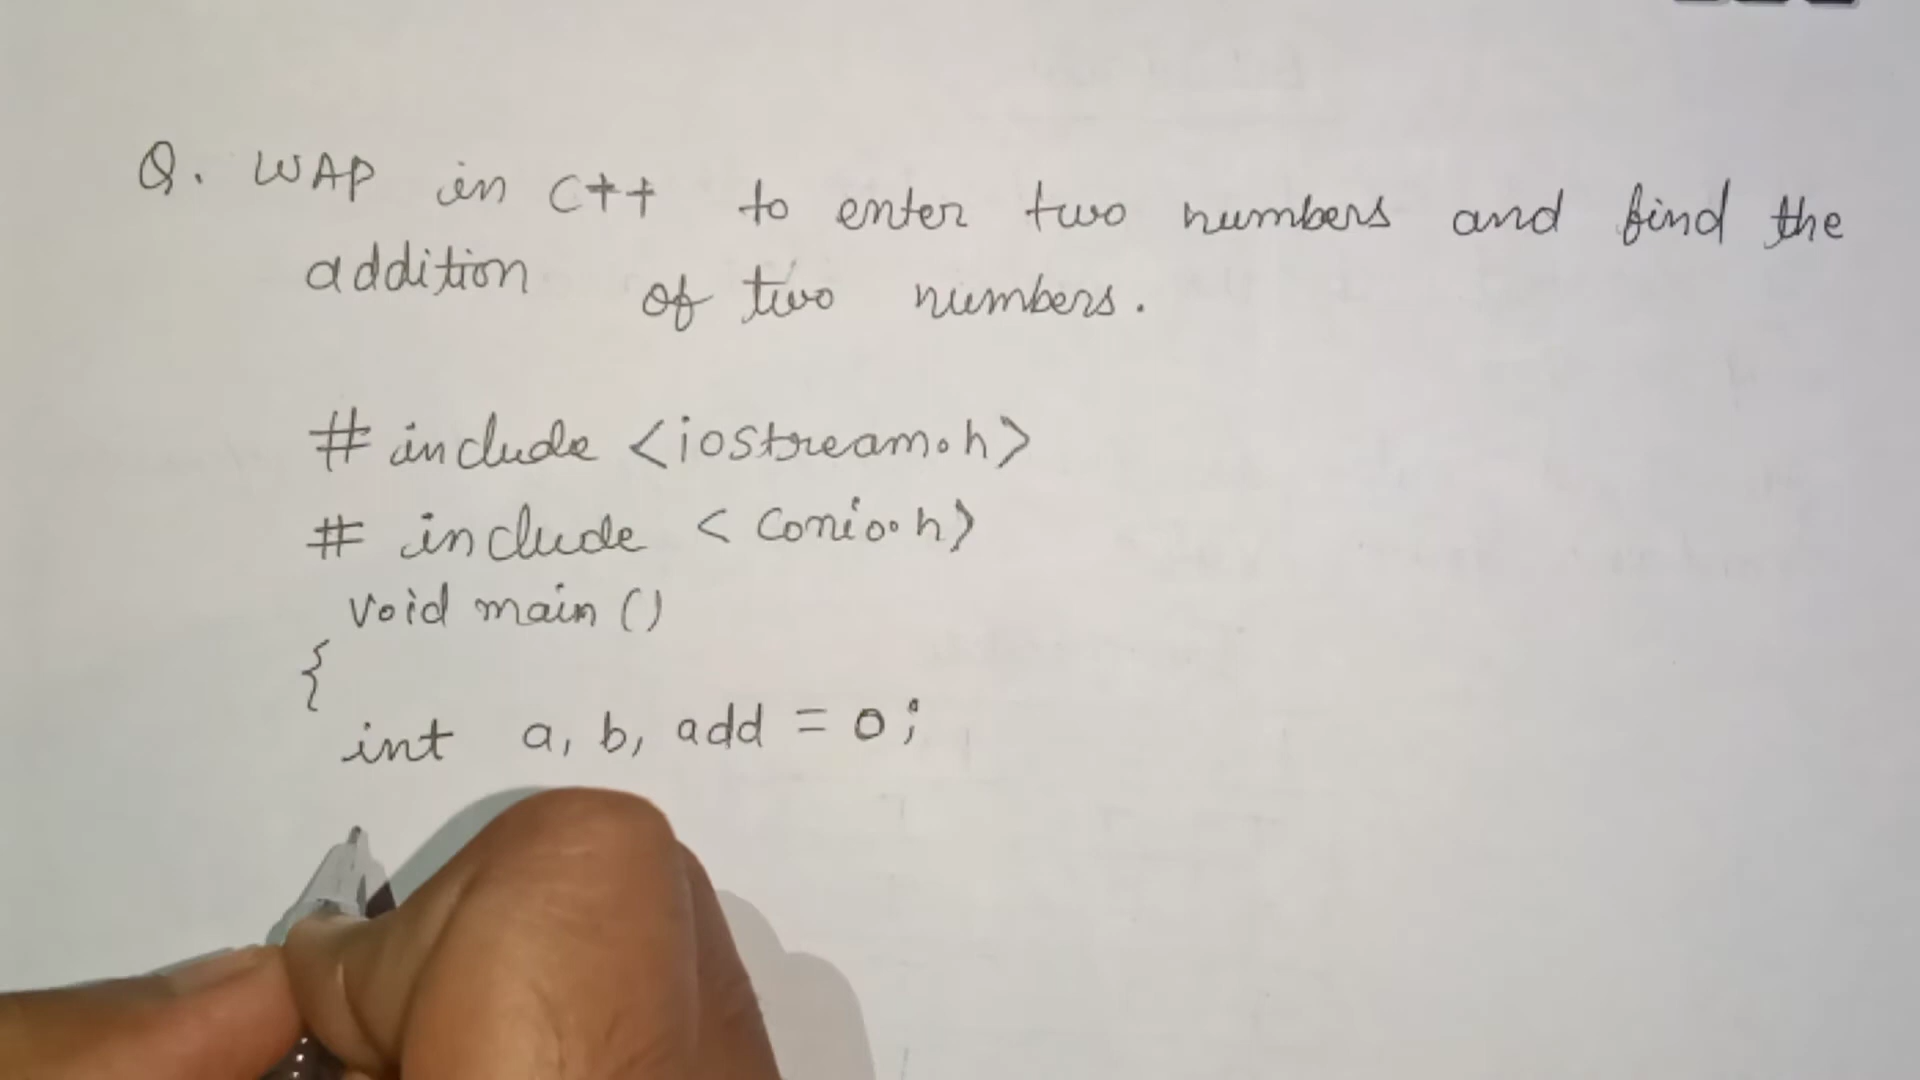 Q. WAP in C++ to enter two numbers and find the
addition of two numbers.
# include <iostream.h>
# include <conio.h>
void main ()
{
int a, b, add = 0;